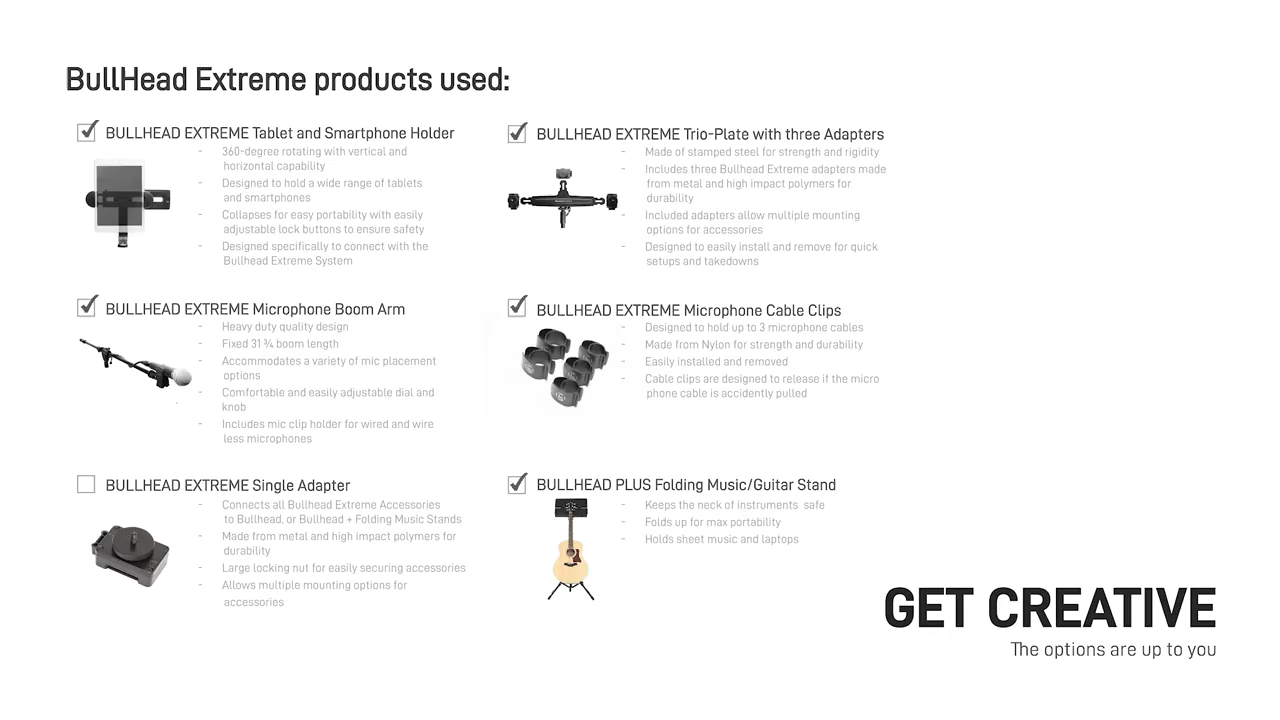 BullHead Extreme products used:
BULLHEAD EXTREME Tablet and Smartphone Holder
- 360-degree rotating with vertical and
horizontal capability
- Designed to hold a wide range of tablets
and smartphones
- Collapses for easy portability with easily
adjustable lock buttons to ensure safety
- Designed specifically to connect with the
Bullhead Extreme System
BULLHEAD EXTREME Trio-Plate with three Adapters
- Made of stamped steel for strength and rigidity
- Includes three Bullhead Extreme adapters made
from metal and high impact polymers for
durability
- Included adapters allow multiple mounting
options for accessories
- Designed to easily install and remove for quick
setups and takedowns
BULLHEAD EXTREME Microphone Boom Arm
- Heavy duty quality design
- Fixed 31 ¾ boom length
- Accommodates a variety of mic placement
options
- Comfortable and easily adjustable dial and
knob
- Includes mic clip holder for wired and wire
less microphones
BULLHEAD EXTREME Microphone Cable Clips
- Designed to hold up to 3 microphone cables
- Made from Nylon for strength and durability
- Easily installed and removed
- Cable clips are designed to release if the micro
phone cable is accidently pulled
BULLHEAD EXTREME Single Adapter
- Connects all Bullhead Extreme Accessories
to Bullhead, or Bullhead + Folding Music Stands
- Made from metal and high impact polymers for
durability
- Large locking nut for easily securing accessories
- Allows multiple mounting options for
accessories
BULLHEAD PLUS Folding Music/Guitar Stand
- Keeps the neck of instruments safe
- Folds up for max portability
- Holds sheet music and laptops
GET CREATIVE
The options are up to you